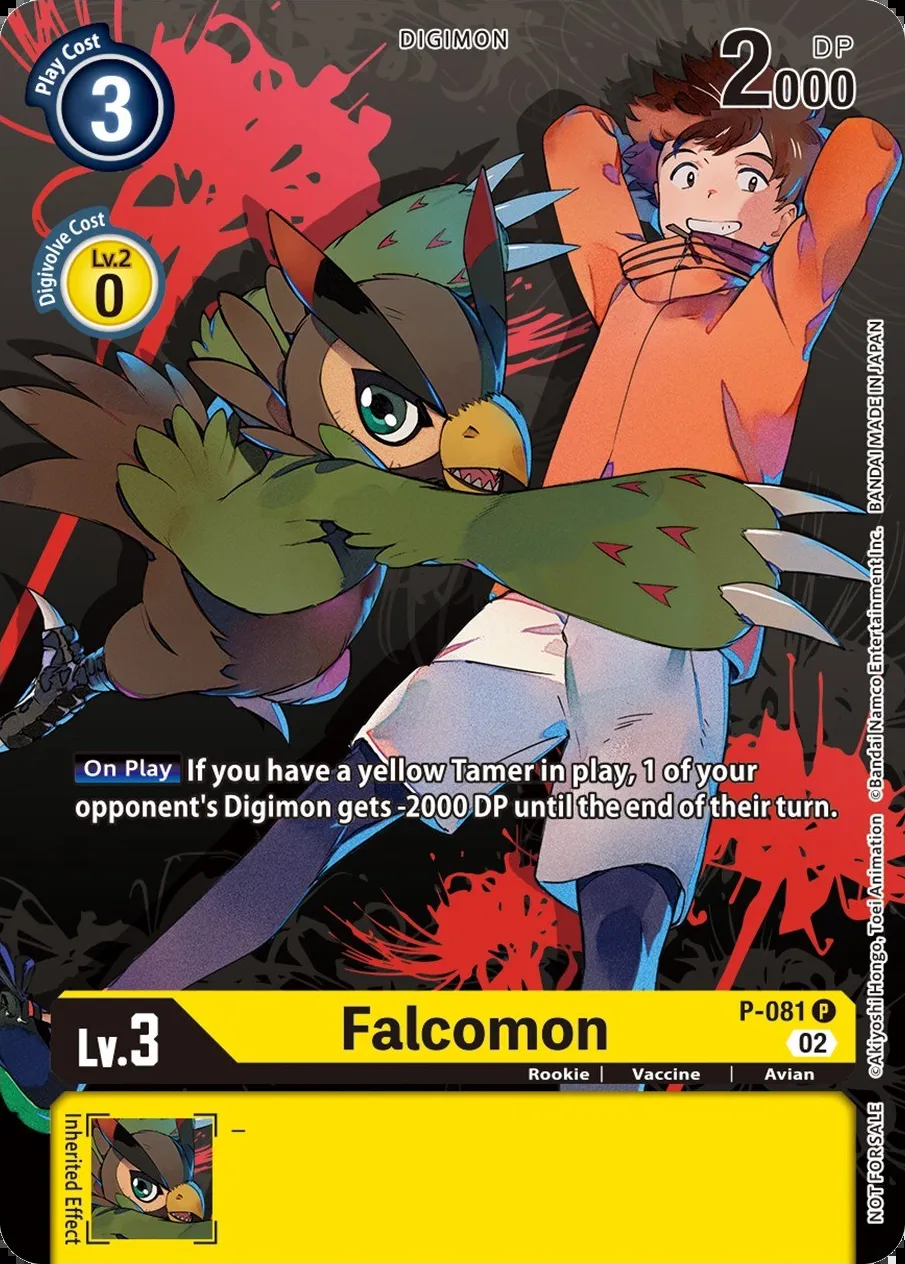 DIGIMON
Play Cost
3
DP
2000
Digivolve Cost
Lv.2
0
On Play If you have a yellow Tamer in play, 1 of your
opponent's Digimon gets -2000 DP until the end of their turn.
Lv.3
Falcomon
P-081 P
02
Rookie | Vaccine | Avian
Inherited Effect
–
©Akiyoshi Hongo, Toei Animation ©Bandai Namco Entertainment Inc. BANDAI MADE IN JAPAN
NOT FOR SALE